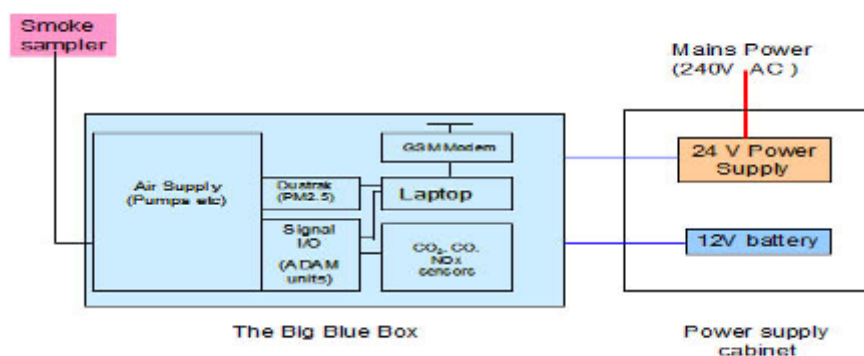 Smoke
sampler
Mains Power
(240V AC )
GSM Modem
24 V Power
Supply
Air Supply
(Pumps etc)
Dustrak
(PM2.5)
Laptop
Signal
I/O
(ADAM
units)
CO₂, CO,
NOx
sensors
12V battery
The Big Blue Box
Power supply
cabinet